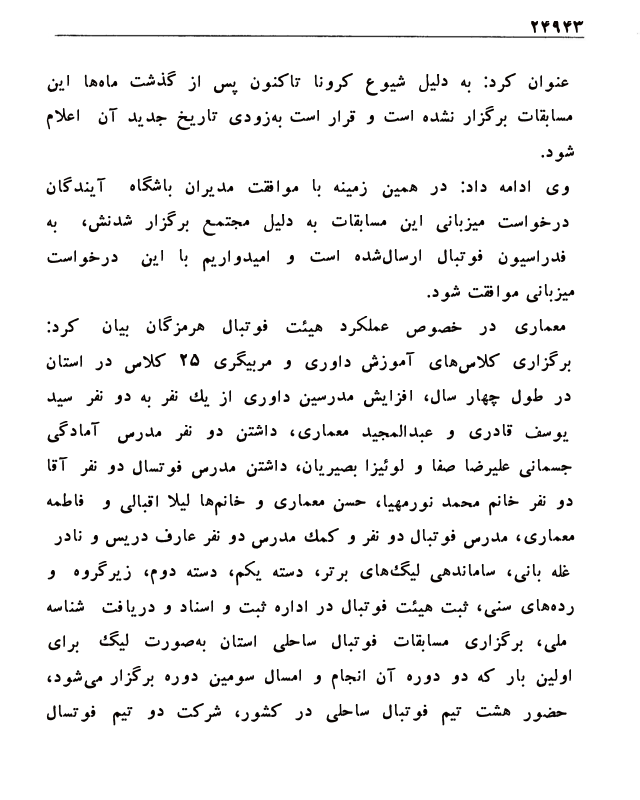 ۲۴۹۴۳
عنوان کرد: به دلیل شیوع کرونا تاکنون پس از گذشت ماه‌ها این
مسابقات برگزار نشده است و قرار است به‌زودی تاریخ جدید آن اعلام
شود.
وی ادامه داد: در همین زمینه با موافقت مدیران باشگاه آیندگان
درخواست میزبانی این مسابقات به دلیل مجتمع برگزار شدنش، به
فدراسیون فوتبال ارسال‌شده است و امیدواریم با این درخواست
میزبانی موافقت شود.
معماری در خصوص عملکرد هیئت فوتبال هرمزگان بیان کرد:
برگزاری کلاس‌های آموزش داوری و مربیگری ۲۵ کلاس در استان
در طول چهار سال، افزایش مدرسین داوری از یك نفر به دو نفر سید
یوسف قادری و عبدالمجید معماری، داشتن دو نفر مدرس آمادگی
جسمانی علیرضا صفا و لوئیزا بصیریان، داشتن مدرس فوتسال دو نفر آقا
دو نفر خانم محمد نورمهیا، حسن معماری و خانم‌ها لیلا اقبالی و فاطمه
معماری، مدرس فوتبال دو نفر و کمك مدرس دو نفر عارف دریس و نادر
غله بانی، ساماندهی لیگ‌های برتر، دسته یکم، دسته دوم، زیرگروه و
رده‌های سنی، ثبت هیئت فوتبال در اداره ثبت و اسناد و دریافت شناسه
ملی، برگزاری مسابقات فوتبال ساحلی استان به‌صورت لیگ برای
اولین بار که دو دوره آن انجام و امسال سومین دوره برگزار می‌شود،
حضور هشت تیم فوتبال ساحلی در کشور، شرکت دو تیم فوتسال